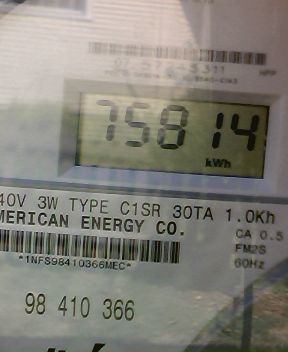 75814
kWh
40V 3W TYPE C1SR 30TA 1.0Kh
MERICAN ENERGY CO.
CA 0.5
FM2S
60Hz
*1NFS98410366MEC*
98 410 366